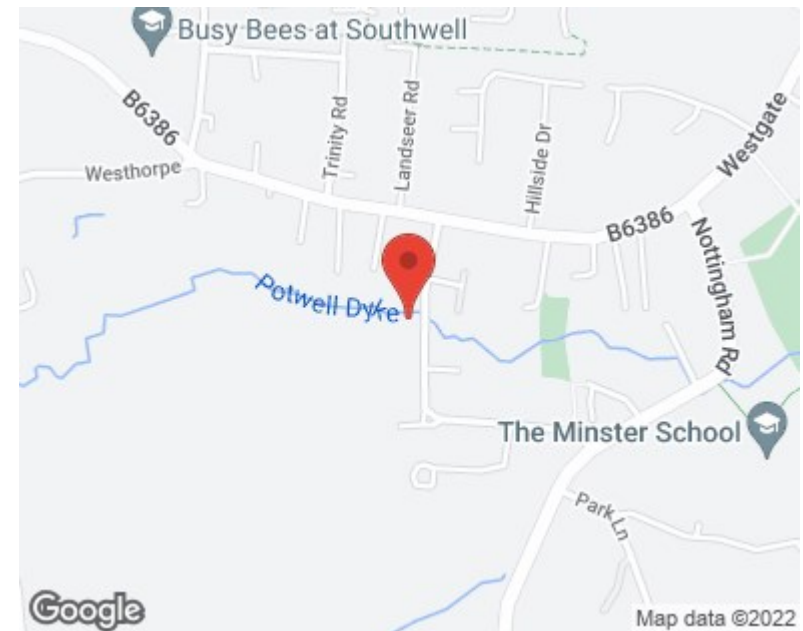 Busy Bees at Southwell
B6386
Westhorpe
Trinity Rd
Landseer Rd
Hillside Dr
Westgate
B6386
Nottingham Rd
Potwell Dyke
The Minster School
Park Ln
Google
Map data ©2022